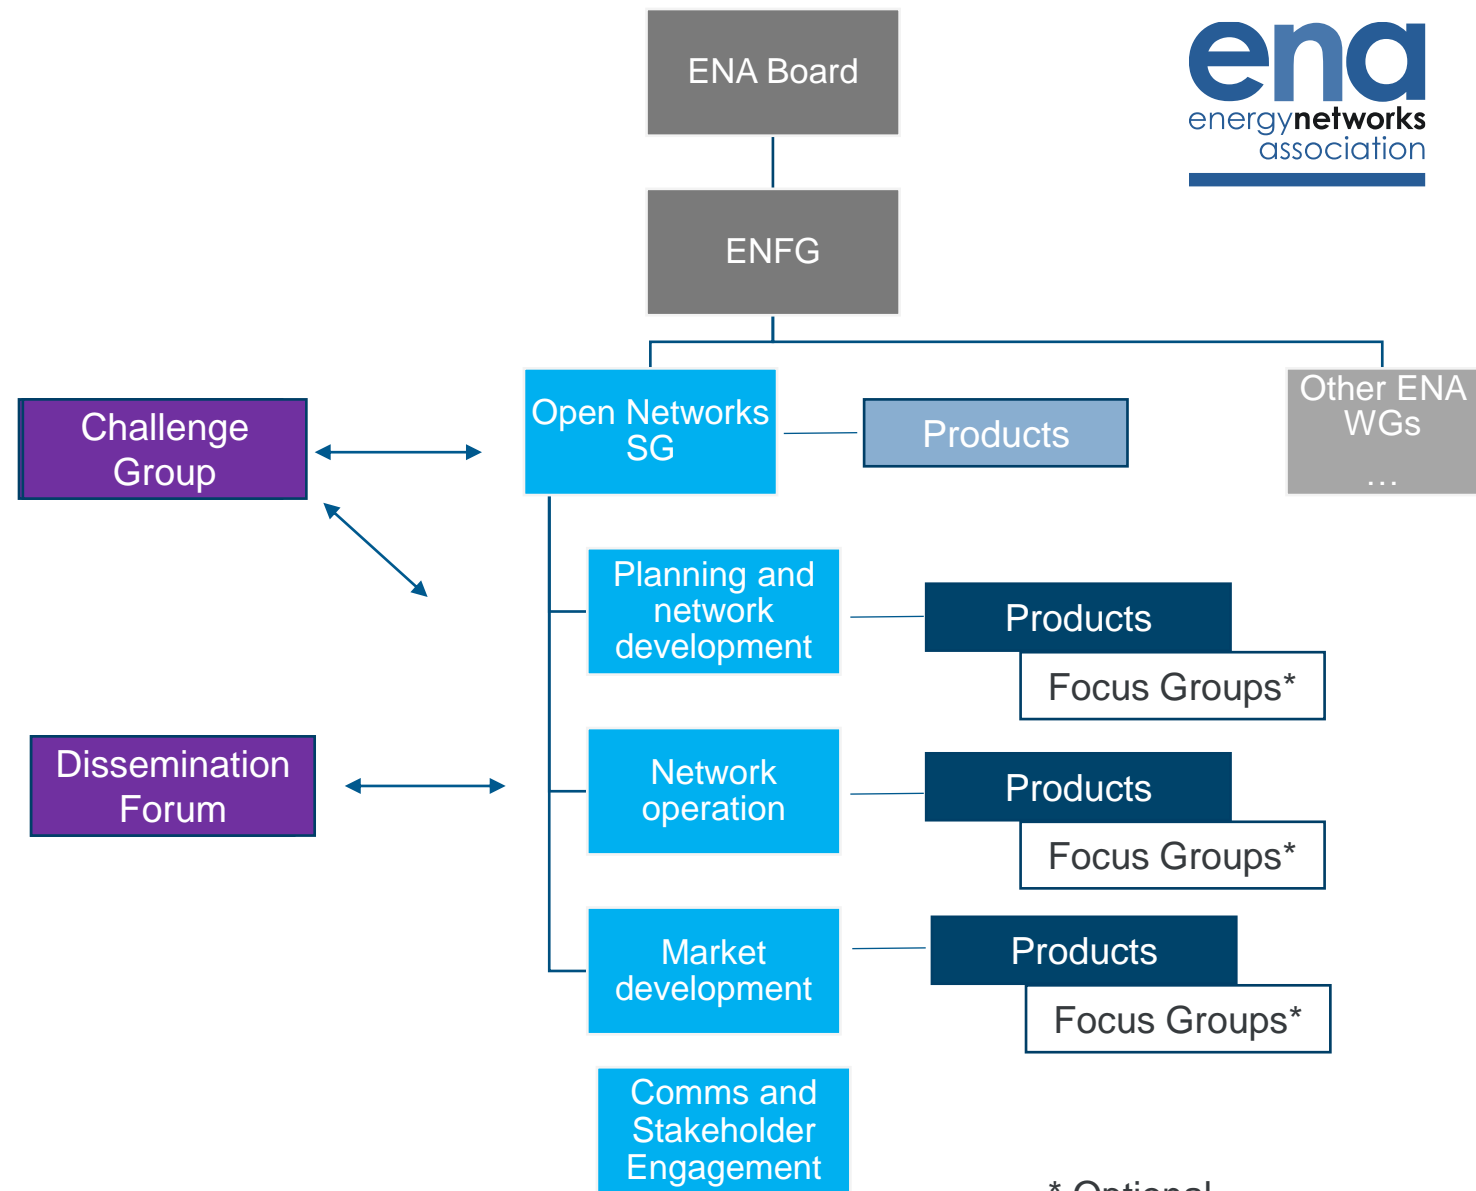 ENA Board
ena
energynetworks
association
ENFG
Challenge
Group
Open Networks
SG
Products
Other ENA
WGs
...
Planning and
network
development
Products
Focus Groups*
Dissemination
Forum
Network
operation
Products
Focus Groups*
Market
development
Products
Focus Groups*
Comms and
Stakeholder
Engagement
* Optional